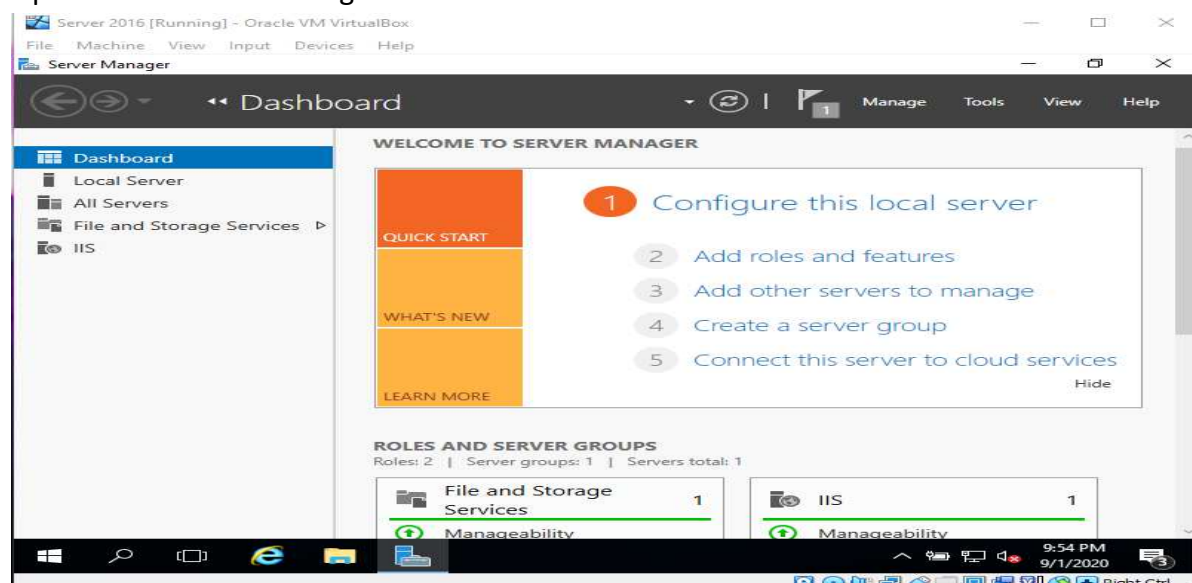 Server 2016 [Running] - Oracle VM VirtualBox
File Machine View Input Devices Help
Server Manager
Dashboard
1
Manage Tools View Help
Dashboard
Local Server
All Servers
File and Storage Services
IIS
WELCOME TO SERVER MANAGER
QUICK START
WHAT'S NEW
LEARN MORE
1 Configure this local server
2 Add roles and features
3 Add other servers to manage
4 Create a server group
5 Connect this server to cloud services
Hide
ROLES AND SERVER GROUPS
Roles: 2 | Server groups: 1 | Servers total: 1
File and Storage
Services
1
Manageability
IIS 1
Manageability
9:54 PM
9/1/2020
3
Right Ctrl